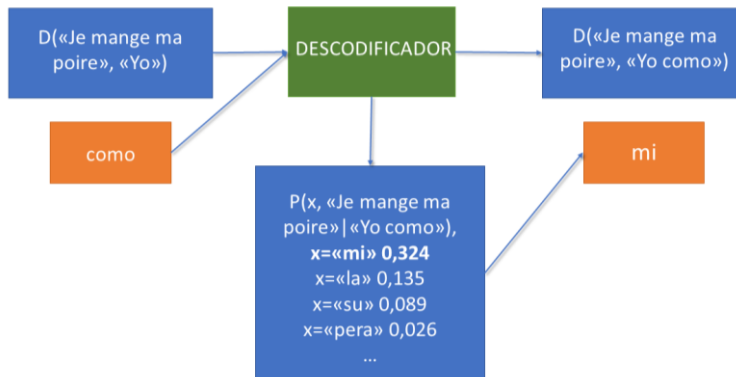 D(«Je mange ma
poire», «Yo»)
DESCODIFICADOR
D(«Je mange ma
poire», «Yo como»)
como
mi
P(x, «Je mange ma
poire»|«Yo como»),
x=«mi» 0,324
x=«la» 0,135
x=«su» 0,089
x=«pera» 0,026
...